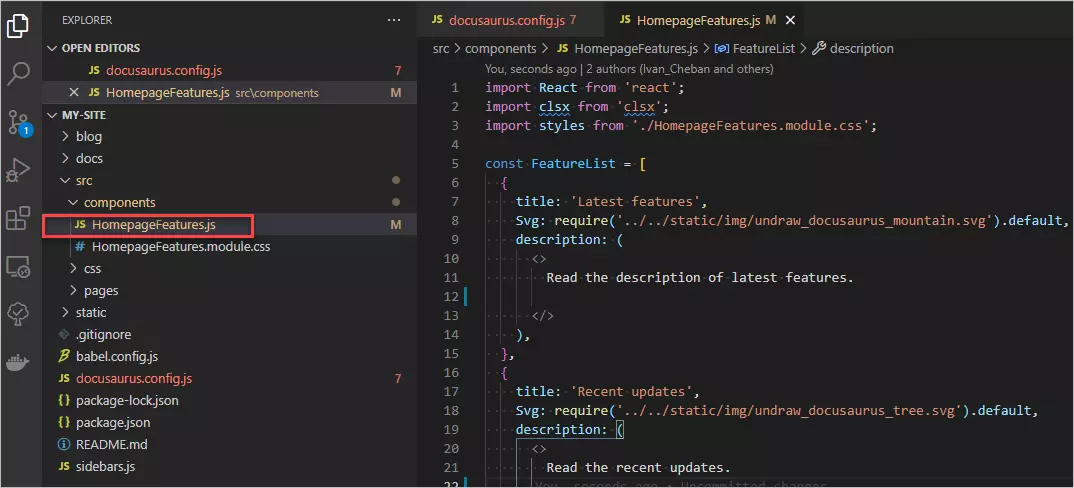 EXPLORER
OPEN EDITORS
JS docusaurus.config.js 7
JS HomepageFeatures.js src\components M
MY-SITE
blog
docs
src
components
JS HomepageFeatures.js M
# HomepageFeatures.module.css
css
pages
static
.gitignore
babel.config.js
JS docusaurus.config.js 7
{} package-lock.json
{} package.json
README.md
JS sidebars.js
1
JS docusaurus.config.js 7
JS HomepageFeatures.js M
src > components > JS HomepageFeatures.js > FeatureList > description
You, seconds ago | 2 authors (Ivan_Cheban and others)
1 import React from 'react';
2 import clsx from 'clsx';
3 import styles from './HomepageFeatures.module.css';
4
5 const FeatureList = [
6 {
7 title: 'Latest features',
8 Svg: require('../../static/img/undraw_docusaurus_mountain.svg').default,
9 description: (
10 <>
11 Read the description of latest features.
12
13 </>
14 ),
15 },
16 {
17 title: 'Recent updates',
18 Svg: require('../../static/img/undraw_docusaurus_tree.svg').default,
19 description: (
20 <>
21 Read the recent updates.
22 You, seconds ago • Uncommitted changes